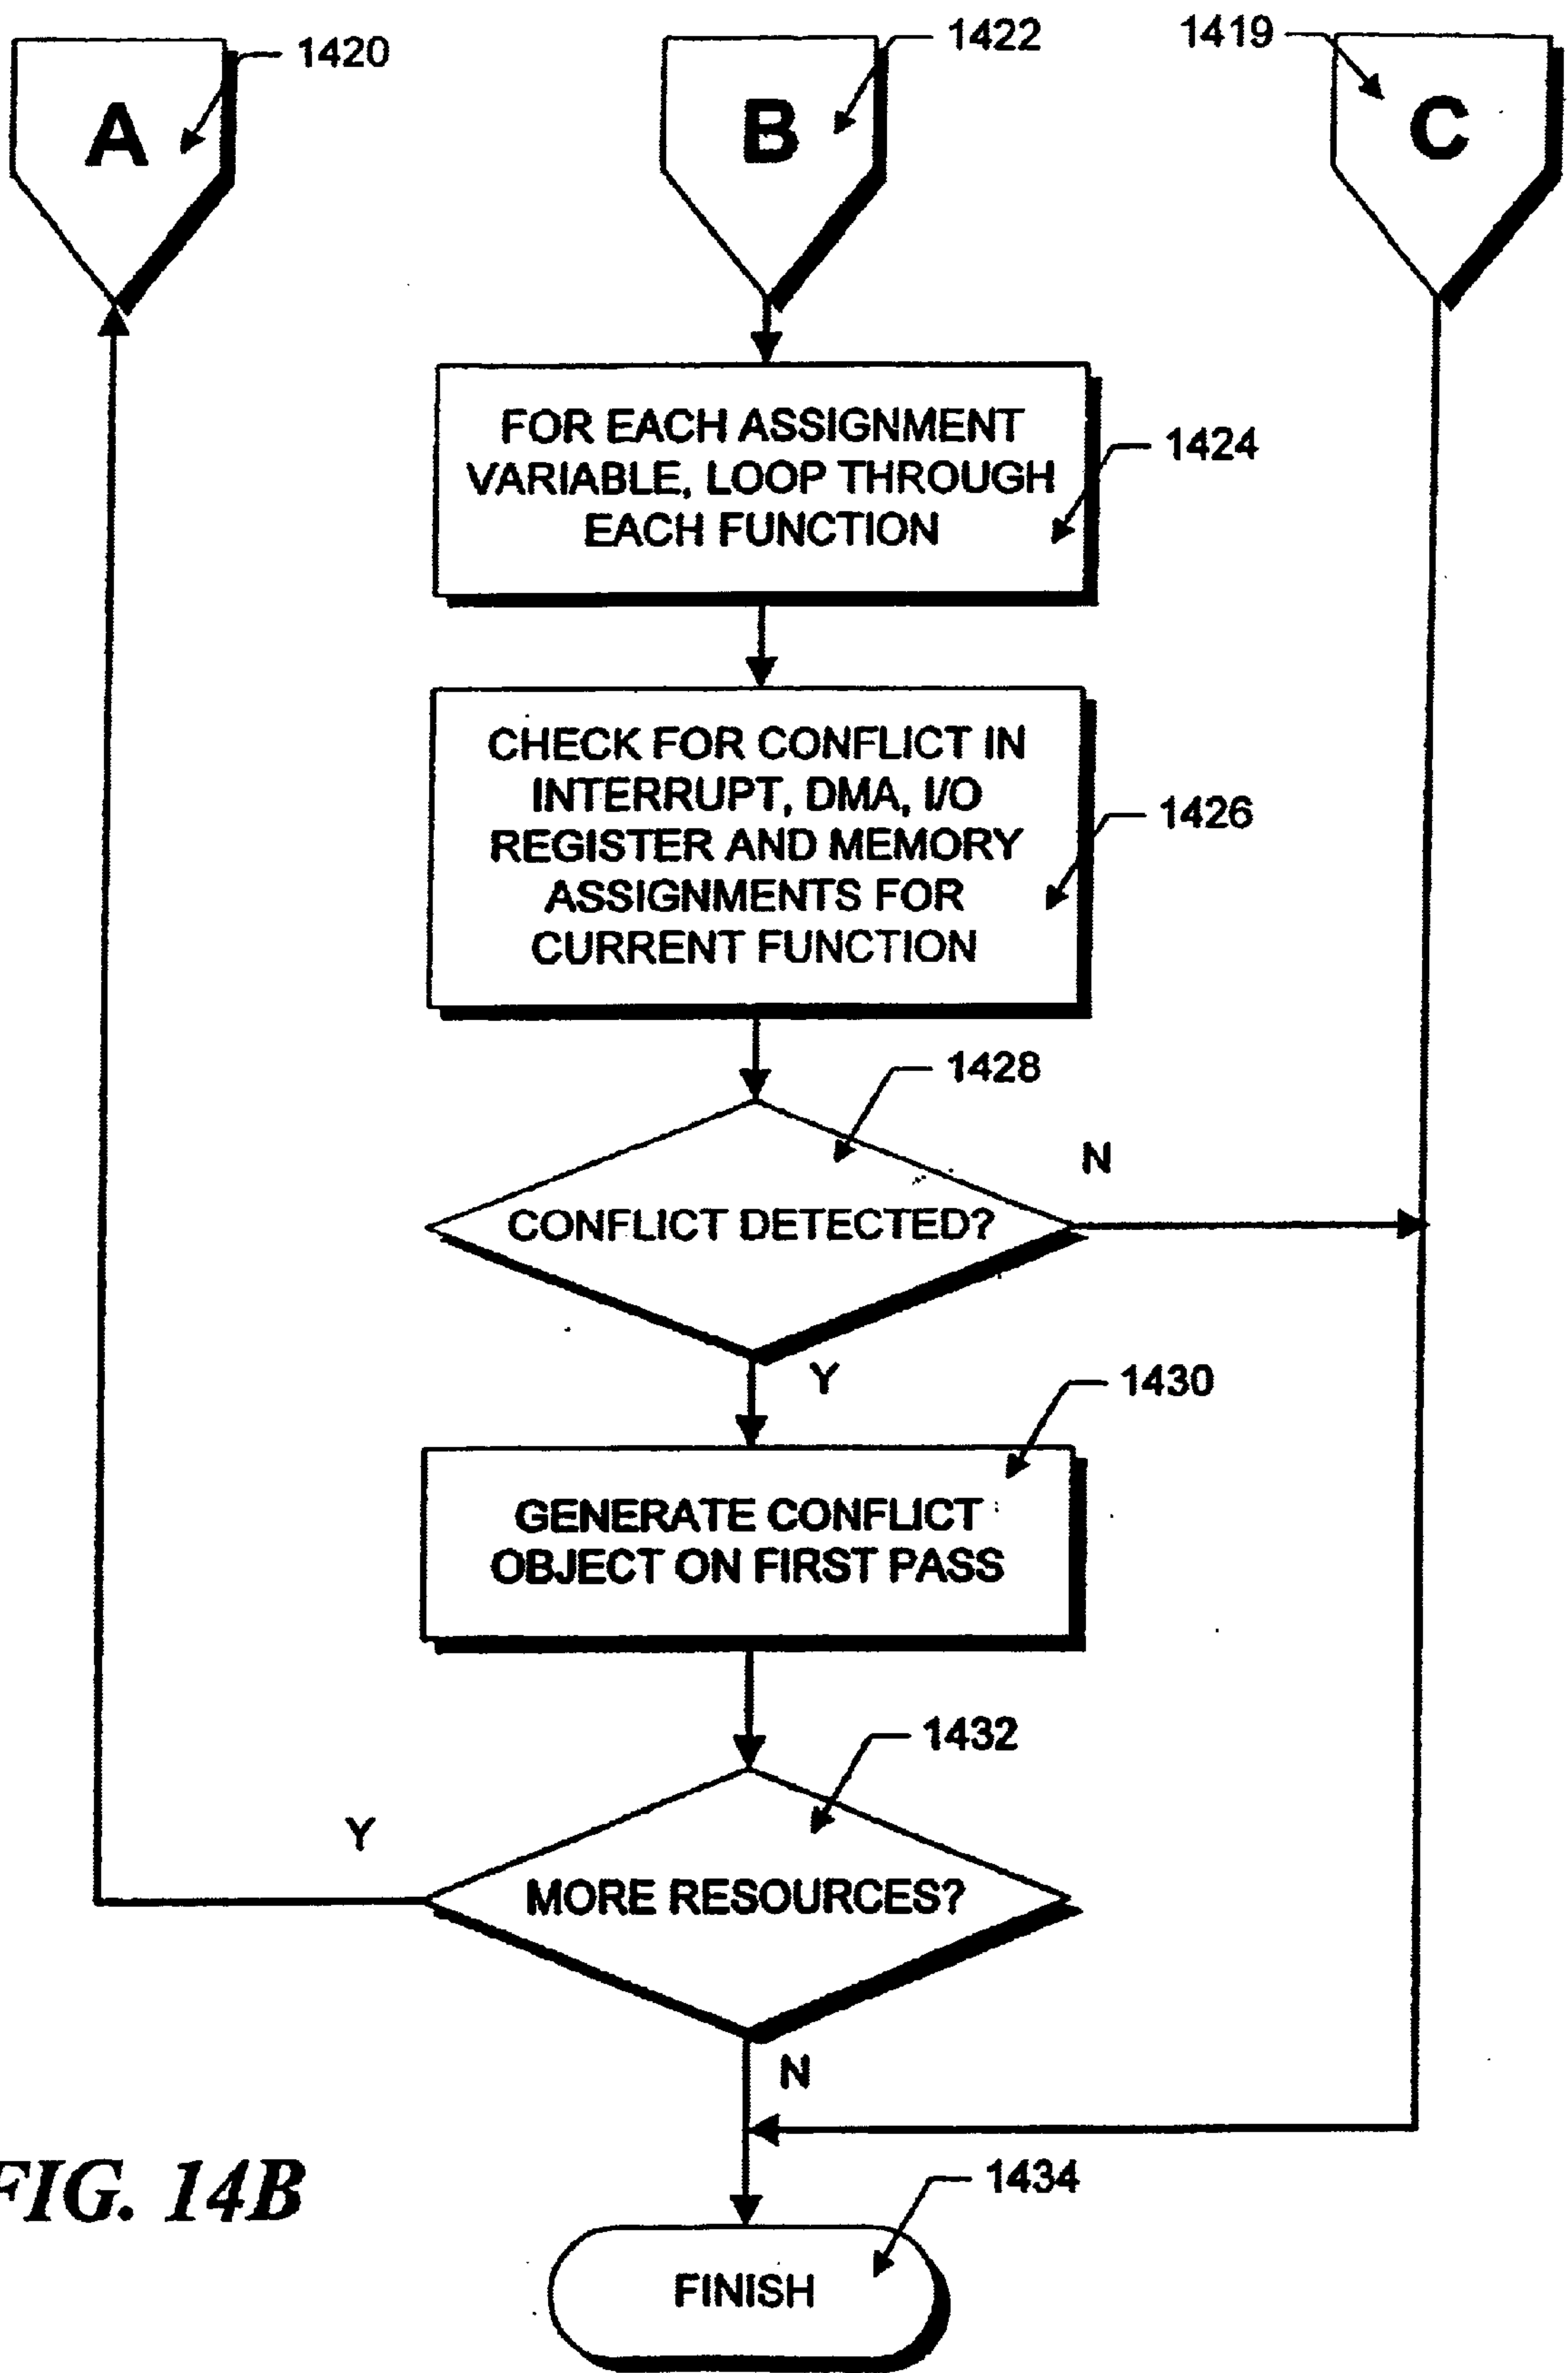 1420
1422
1419
A
B
C
FOR EACH ASSIGNMENT
VARIABLE, LOOP THROUGH
EACH FUNCTION
1424
CHECK FOR CONFLICT IN
INTERRUPT, DMA, I/O
REGISTER AND MEMORY
ASSIGNMENTS FOR
CURRENT FUNCTION
1426
1428
N
CONFLICT DETECTED?
Y
1430
GENERATE CONFLICT
OBJECT ON FIRST PASS
1432
Y
MORE RESOURCES?
N
FIG. 14B
1434
FINISH